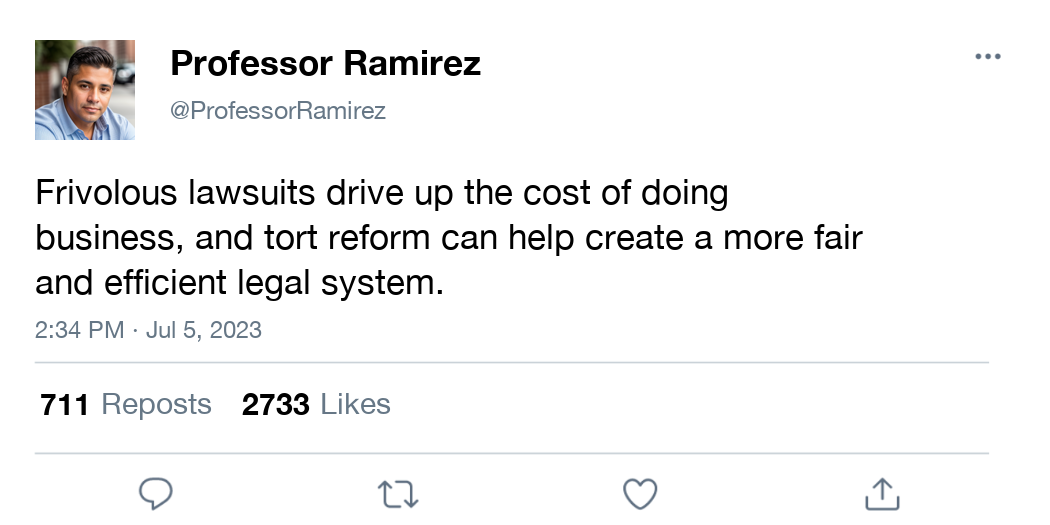 Professor Ramirez
@ProfessorRamirez
Frivolous lawsuits drive up the cost of doing
business, and tort reform can help create a more fair
and efficient legal system.
2:34 PM · Jul 5, 2023
711 Reposts 2733 Likes